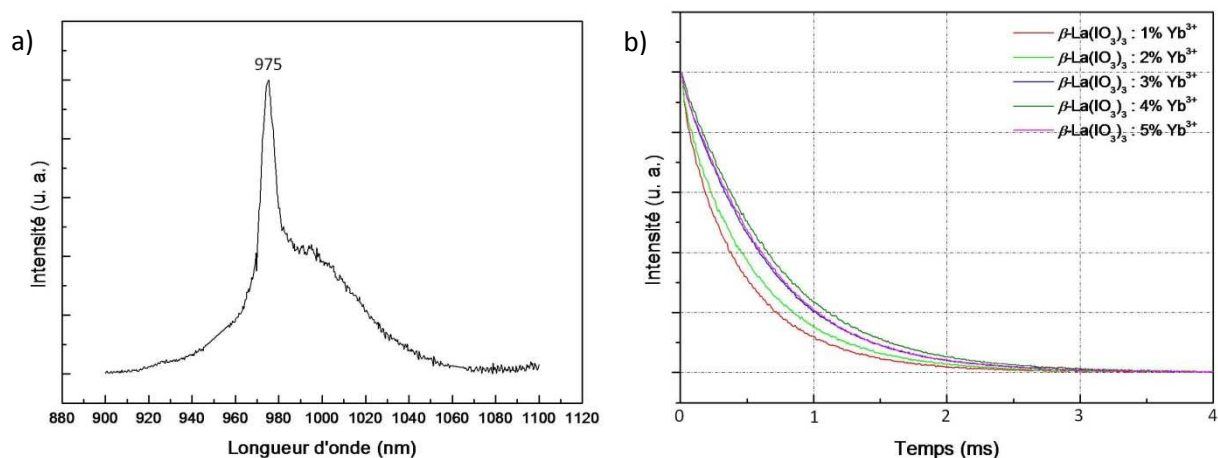 a)
975
Intensité (u. a.)
880 900 920 940 960 980 1000 1020 1040 1060 1080 1100 1120
Longueur d'onde (nm)
b)
β-La(IO₃)₃ : 1% Yb³⁺
β-La(IO₃)₃ : 2% Yb³⁺
β-La(IO₃)₃ : 3% Yb³⁺
β-La(IO₃)₃ : 4% Yb³⁺
β-La(IO₃)₃ : 5% Yb³⁺
Intensité (u. a.)
0 1 2 3 4
Temps (ms)